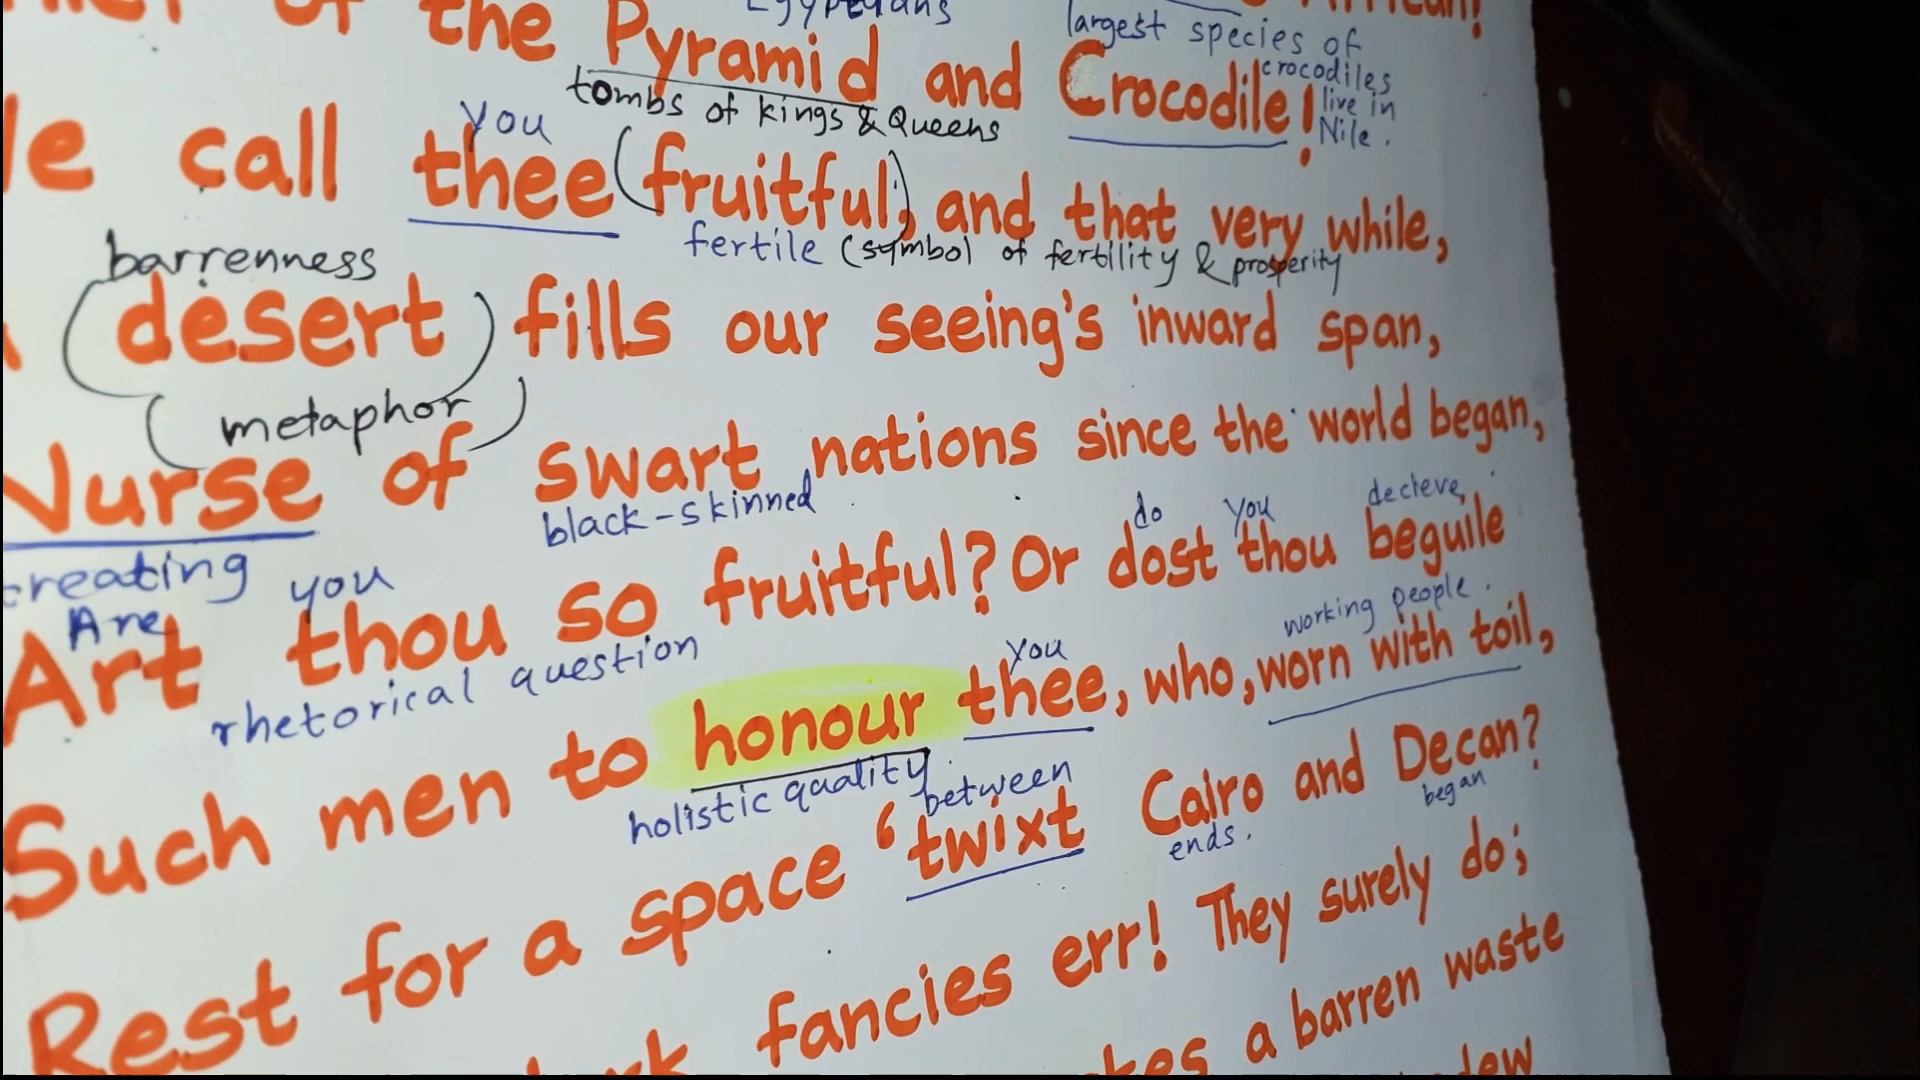 Egyptians
largest species of
of the Pyramid and Crocodile!
crocodiles
live in
Nile.
tombs of kings & Queens
you
call thee (fruitful), and that very while,
fertile (symbol of fertility & prosperity
barrenness
(desert) fills our seeing's inward span,
(metaphor)
Nurse of swart nations since the world began,
creating
black-skinned
do you decieve
Are you
Art thou so fruitful? Or dost thou beguile
rhetorical question
you
working people.
Such men to honour thee, who, worn with toil,
holistic quality
between
Rest for a space 'twixt Cairo and Decan?
ends.
began
fancies err! They surely do;
a barren waste